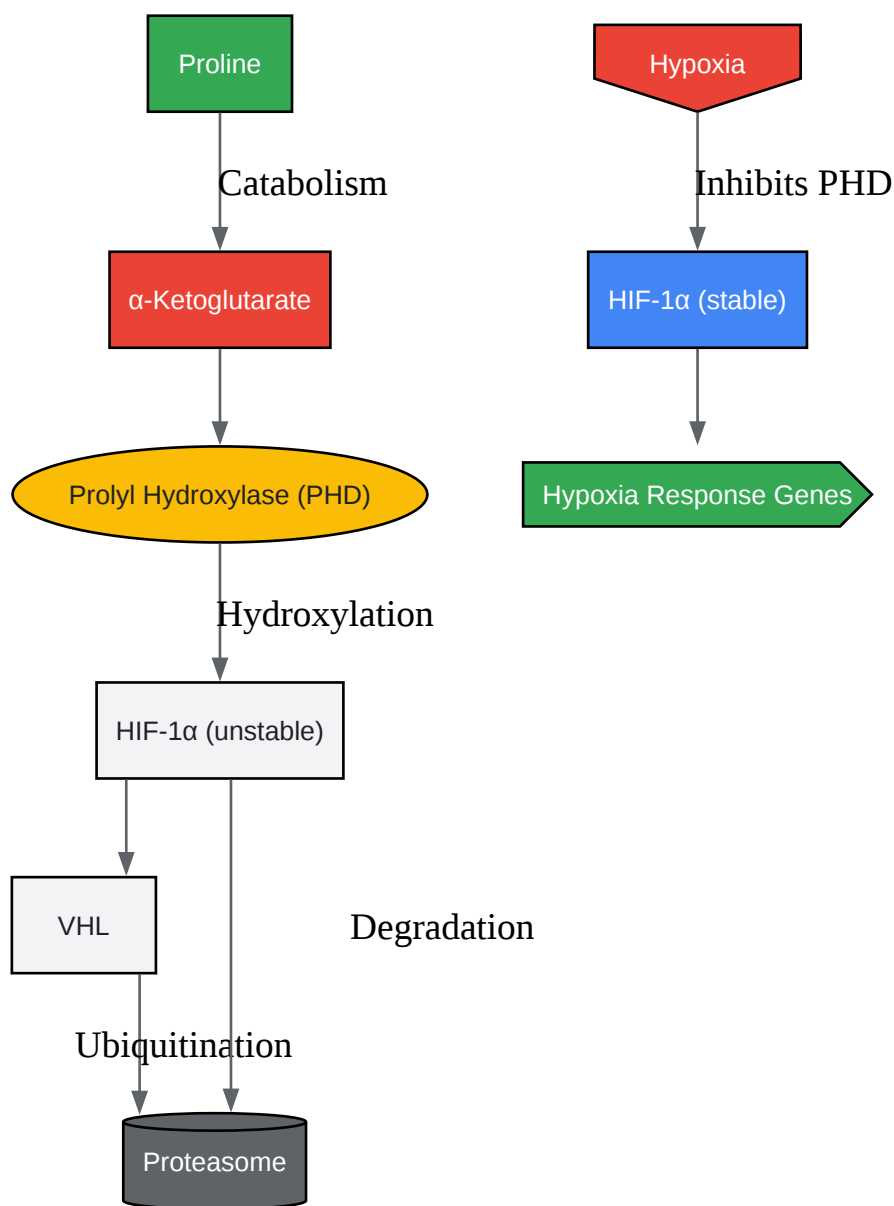 Proline
Hypoxia
Catabolism
Inhibits PHD
α-Ketoglutarate
HIF-1α (stable)
Prolyl Hydroxylase (PHD)
Hypoxia Response Genes
Hydroxylation
HIF-1α (unstable)
VHL
Degradation
Ubiquitination
Proteasome